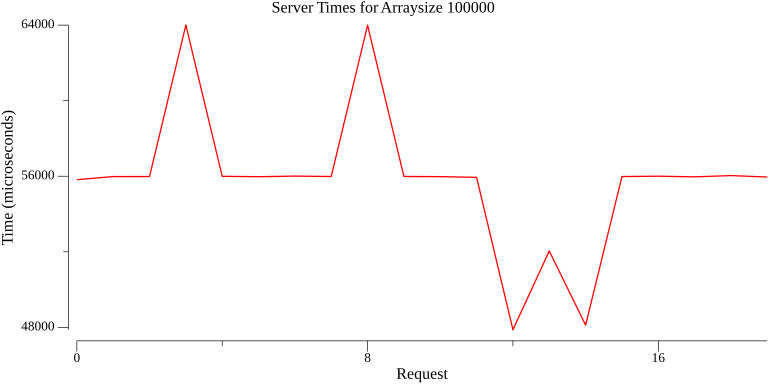 Server Times for Arraysize 100000
64000
56000
48000
Time (microseconds)
0
8
16
Request